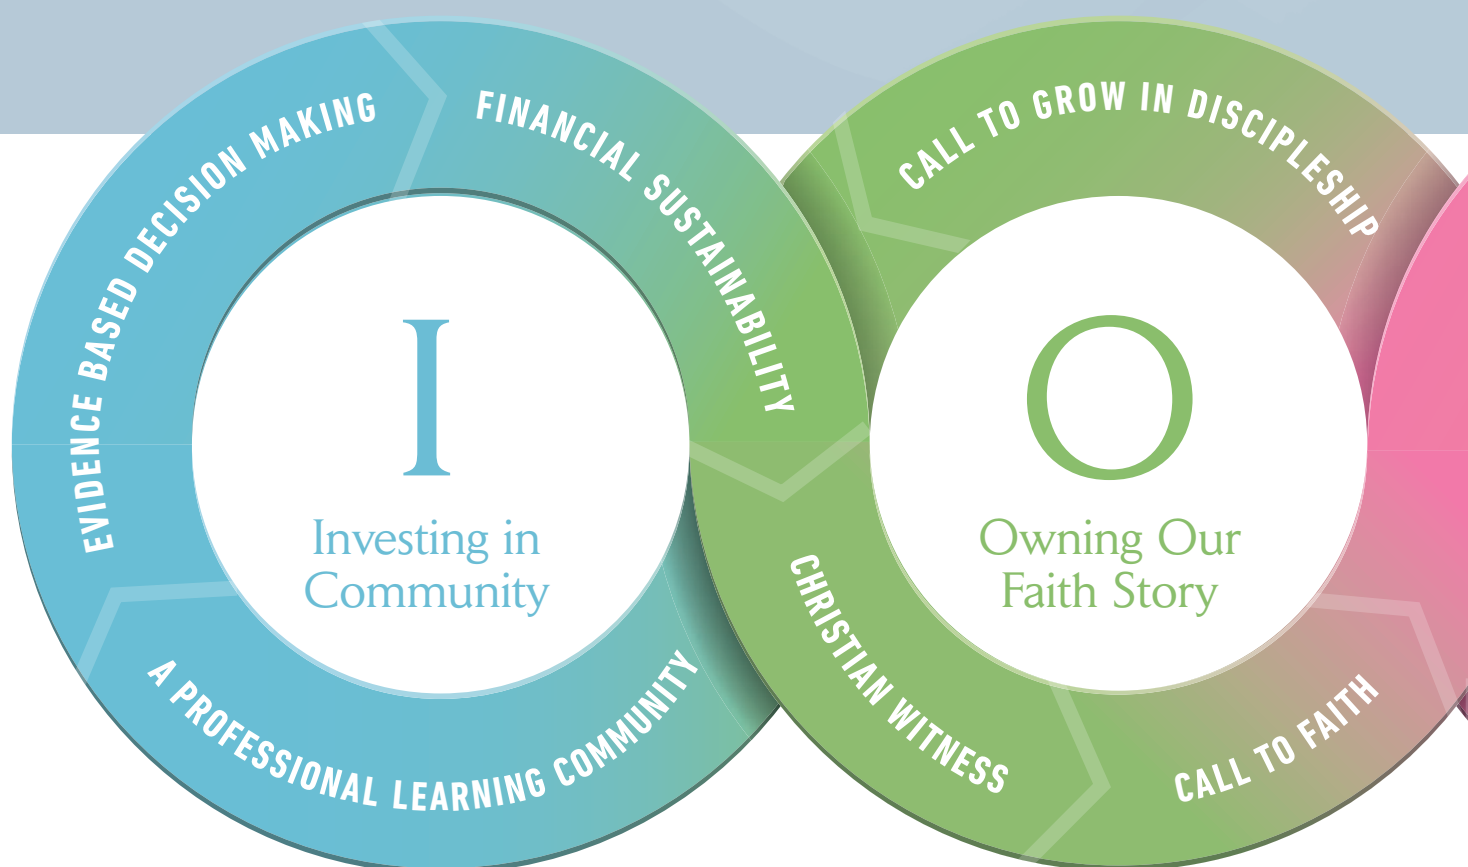 EVIDENCE BASED DECISION MAKING
FINANCIAL SUSTAINABILITY
A PROFESSIONAL LEARNING COMMUNITY
I
Investing in
Community
CALL TO GROW IN DISCIPLESHIP
CHRISTIAN WITNESS
CALL TO FAITH
O
Owning Our
Faith Story